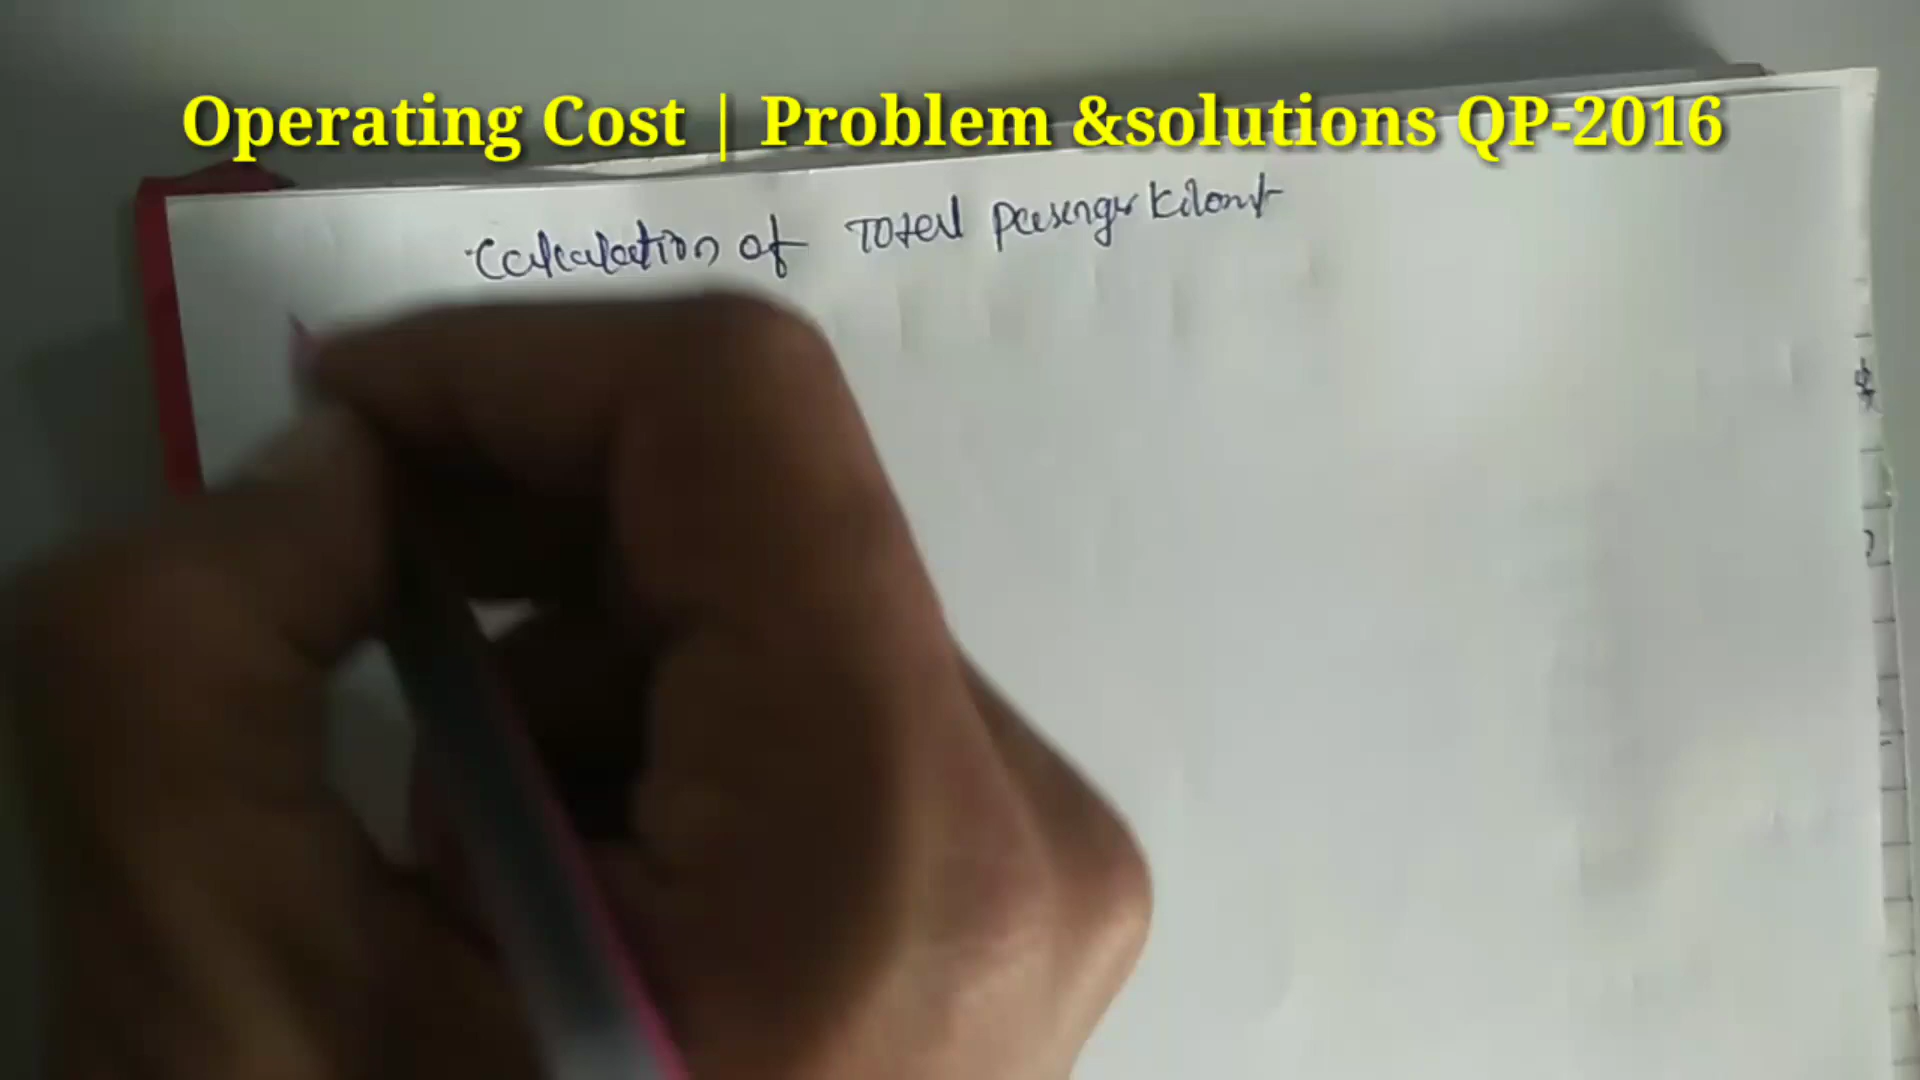 Operating Cost | Problem &solutions QP-2016
Calculation of Total Passenger Kilomt